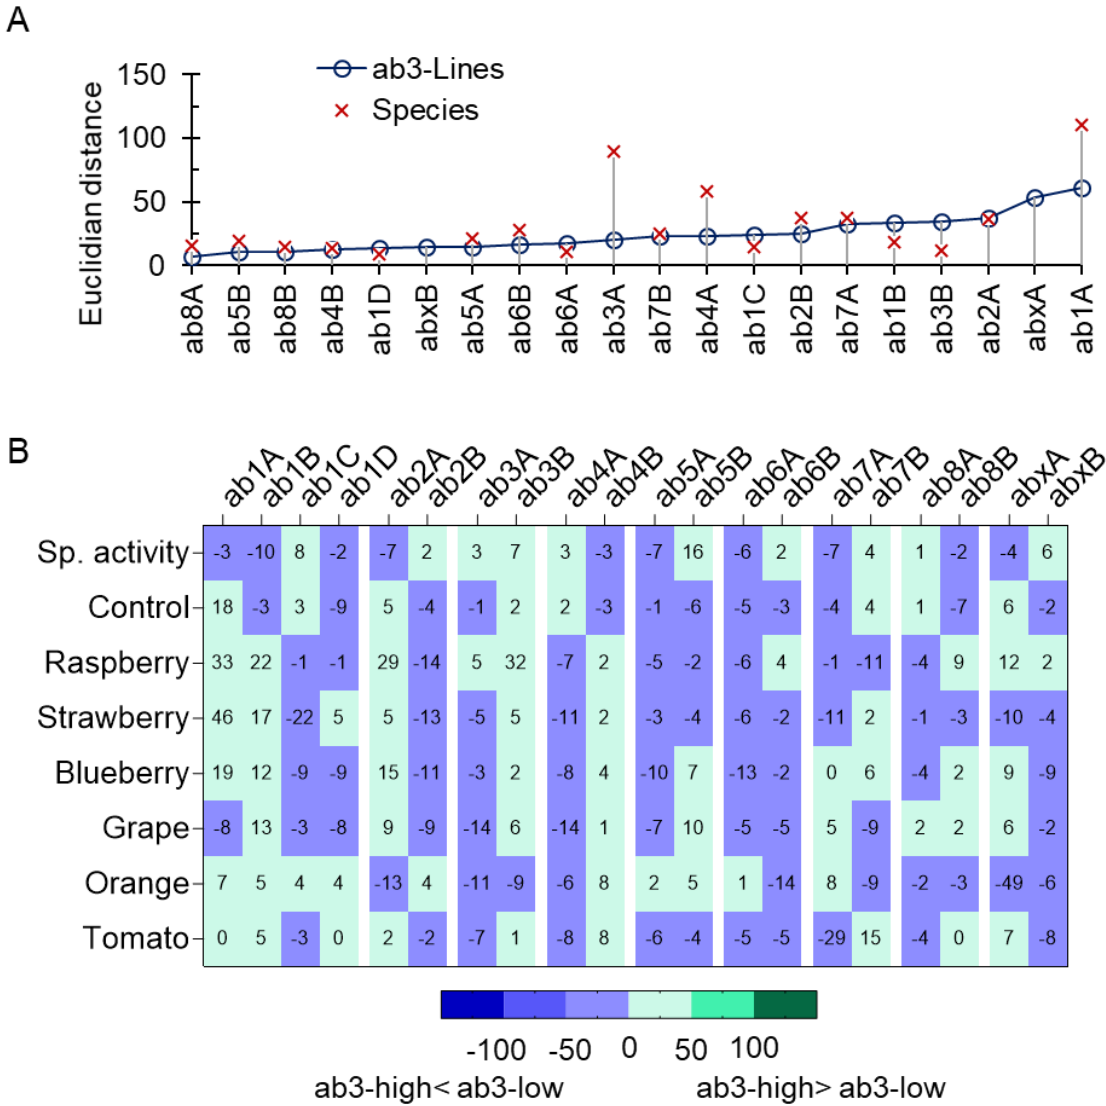 A
ab3-Lines
Species
Euclidian distance
150
100
50
0
ab8A ab5B ab8B ab4B ab1D abxB ab5A ab6B ab6A ab3A ab7B ab4A ab1C ab2B ab7A ab1B ab3B ab2A abxA ab1A
B
ab1A ab1B ab1C ab1D ab2A ab2B ab3A ab3B ab4A ab4B ab5A ab5B ab6A ab6B ab7A ab7B ab8A ab8B abxA abxB
Sp. activity -3 -10 8 -2 -7 2 3 7 3 -3 -7 16 -6 2 -7 4 1 -2 -4 6
Control 18 -3 3 -9 5 -4 -1 2 2 -3 -1 -6 -5 -3 -4 4 1 -7 6 -2
Raspberry 33 22 -1 -1 29 -14 5 32 -7 2 -5 -2 -6 4 -1 -11 -4 9 12 2
Strawberry 46 17 -22 5 5 -13 -5 5 -11 2 -3 -4 -6 -2 -11 2 -1 -3 -10 -4
Blueberry 19 12 -9 -9 15 -11 -3 2 -8 4 -10 7 -13 -2 0 6 -4 2 9 -9
Grape -8 13 -3 -8 9 -9 -14 6 -14 1 -7 10 -5 -5 5 -9 2 2 6 -2
Orange 7 5 4 4 -13 4 -11 -9 -6 8 2 5 1 -14 8 -9 -2 -3 -49 -6
Tomato 0 5 -3 0 2 -2 -7 1 -8 8 -6 -4 -5 -5 -29 15 -4 0 7 -8
-100 -50 0 50 100
ab3-high< ab3-low ab3-high> ab3-low